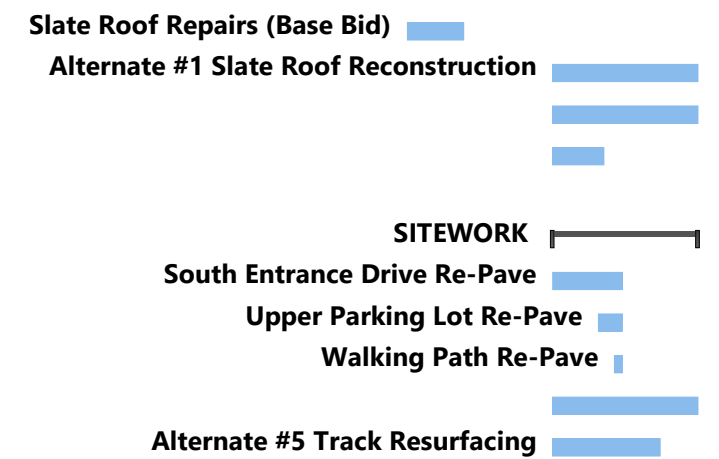 Slate Roof Repairs (Base Bid)
Alternate #1 Slate Roof Reconstruction
SITEWORK
South Entrance Drive Re-Pave
Upper Parking Lot Re-Pave
Walking Path Re-Pave
Alternate #5 Track Resurfacing